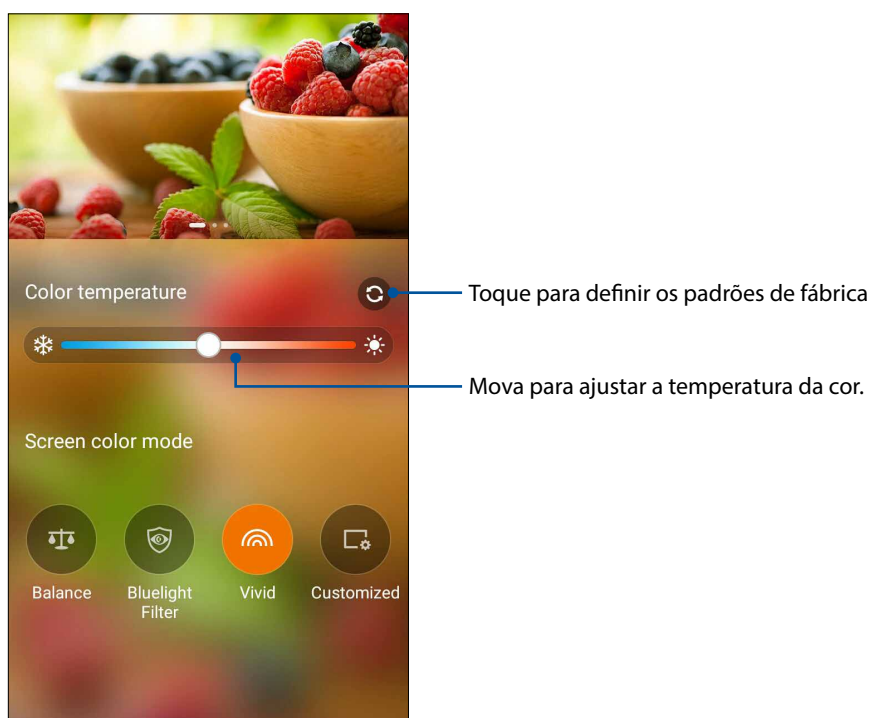 Color temperature
Toque para definir os padrões de fábrica
Mova para ajustar a temperatura da cor.
Screen color mode
Balance
Bluelight
Filter
Vivid
Customized